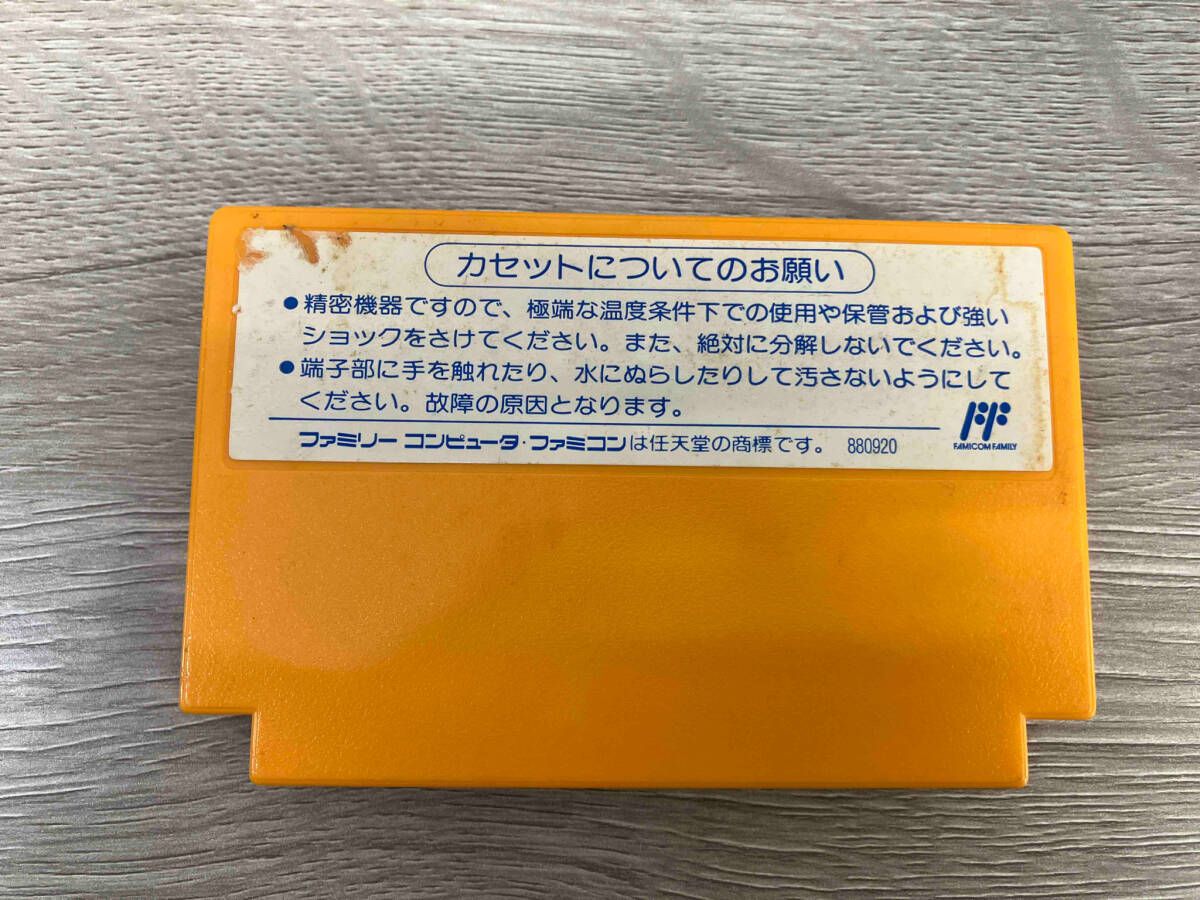 カセットについてのお願い
●精密機器ですので、極端な温度条件下での使用や保管および強い
ショックをさけてください。また、絶対に分解しないでください。
●端子部に手を触れたり、水にぬらしたりして汚さないようにして
ください。故障の原因となります。
ファミリー コンピュータ・ファミコンは任天堂の商標です。 880920
FAMICOM FAMILY